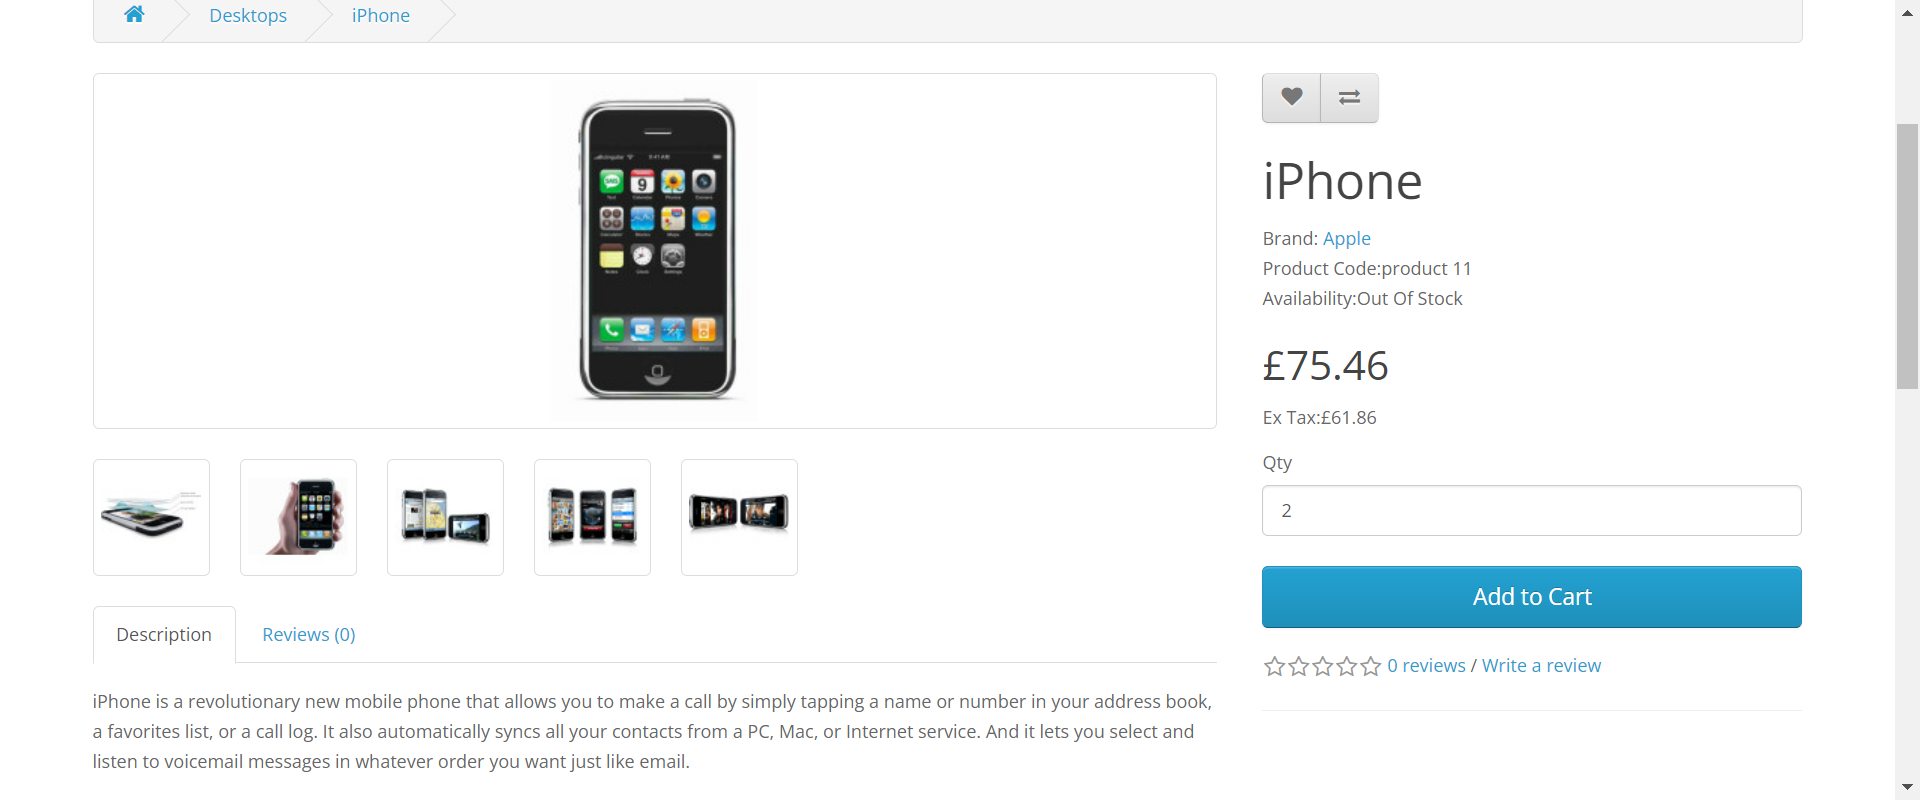 Desktops
iPhone
iPhone
Brand: Apple
Product Code:product 11
Availability:Out Of Stock
£75.46
Ex Tax:£61.86
Qty
2
Add to Cart
0 reviews / Write a review
Description
Reviews (0)
iPhone is a revolutionary new mobile phone that allows you to make a call by simply tapping a name or number in your address book,
a favorites list, or a call log. It also automatically syncs all your contacts from a PC, Mac, or Internet service. And it lets you select and
listen to voicemail messages in whatever order you want just like email.